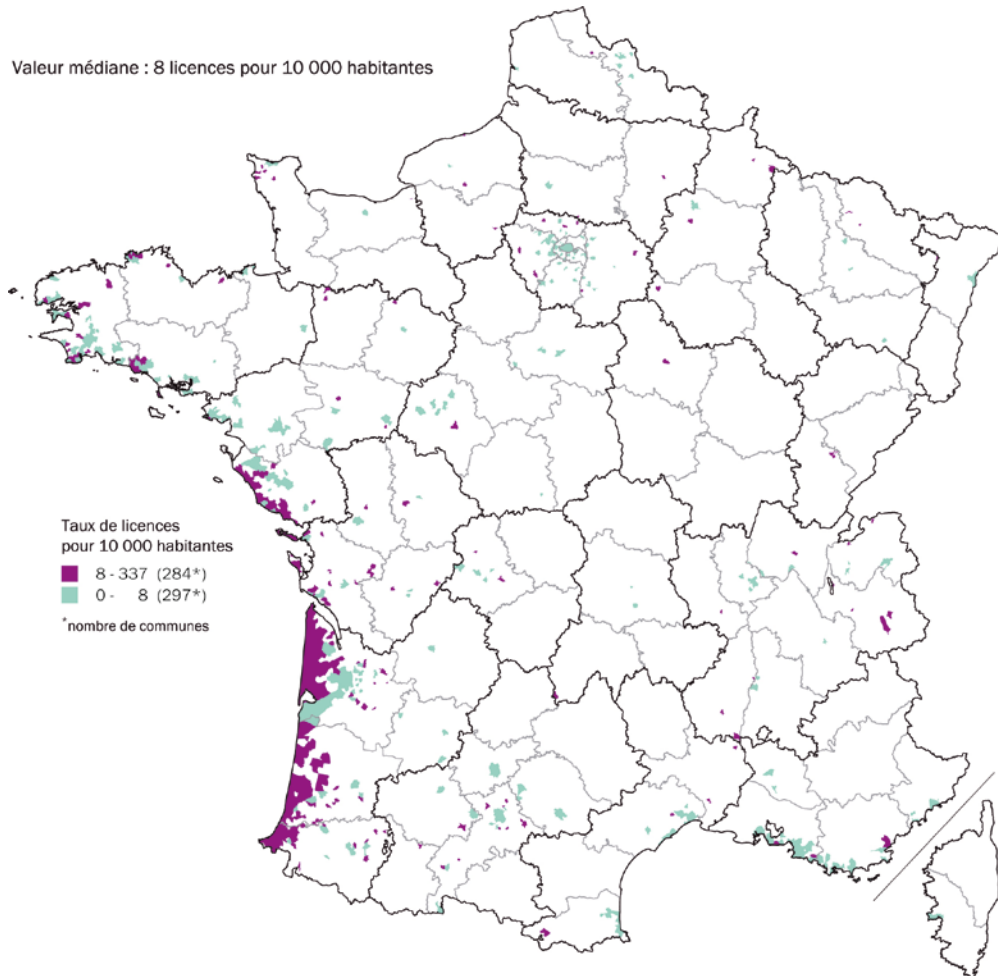 Valeur médiane : 8 licences pour 10 000 habitantes
Taux de licences
pour 10 000 habitantes
8 - 337 (284*)
0 - 8 (297*)
*nombre de communes